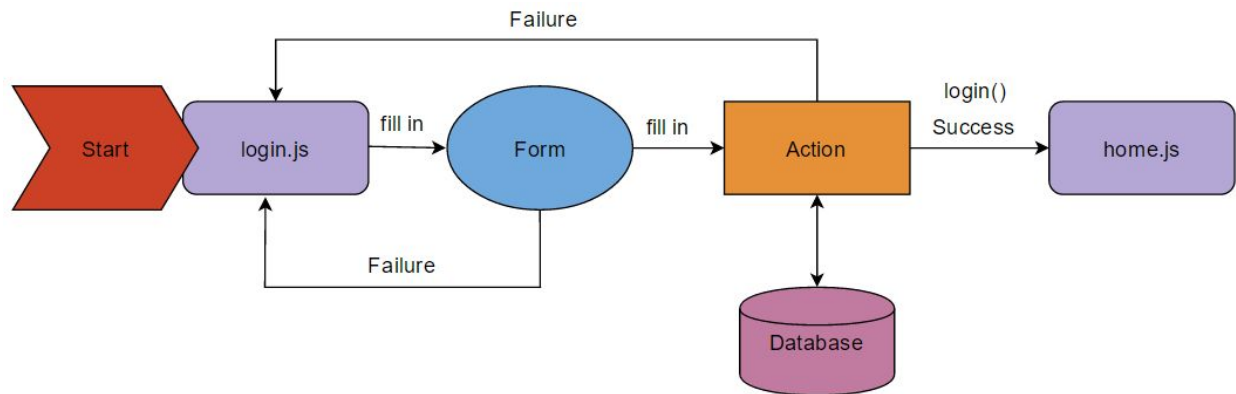 Failure
Start
login.js
fill in
Form
fill in
Action
login()
Success
home.js
Failure
Database